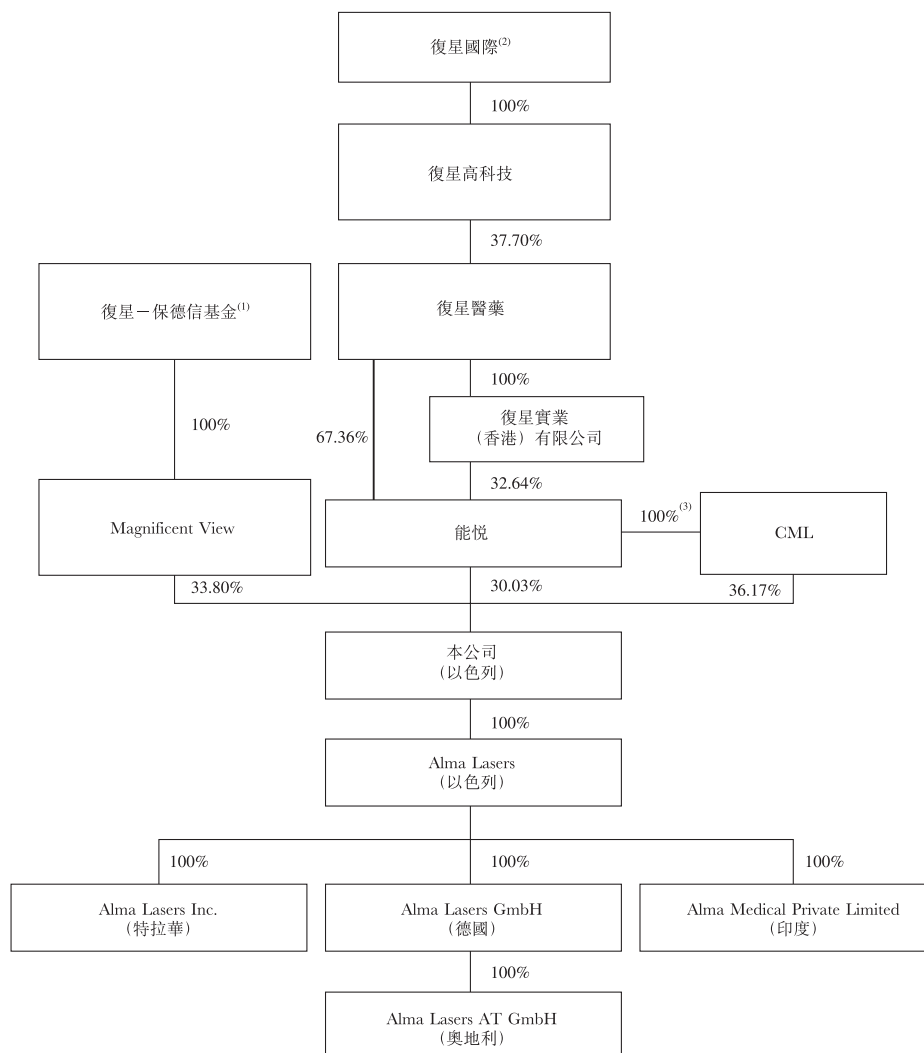 復星國際(2)
100%
復星高科技
37.70%
復星－保德信基金(1)
復星醫藥
100%
復星實業
（香港）有限公司
100%
67.36%
32.64%
Magnificent View
能悅
100%(3)
CML
33.80%
30.03%
36.17%
本公司
（以色列）
100%
Alma Lasers
（以色列）
100%
100%
100%
Alma Lasers Inc.
（特拉華）
Alma Lasers GmbH
（德國）
Alma Medical Private Limited
（印度）
100%
Alma Lasers AT GmbH
（奧地利）